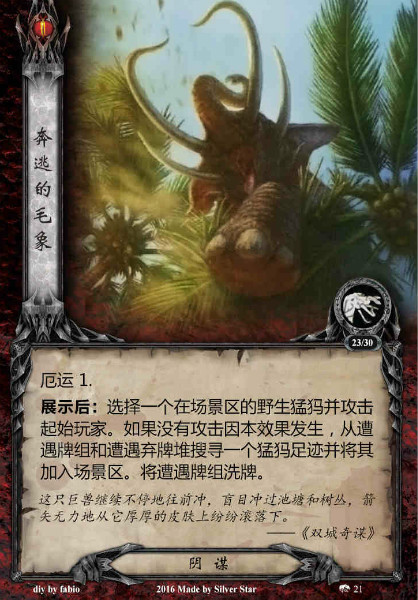 奔逃的毛象
23/30
厄运 1.
展示后：选择一个在场景区的野生猛犸并攻击
起始玩家。如果没有攻击因本效果发生，从遭
遇牌组和遭遇弃牌堆搜寻一个猛犸足迹并将其
加入场景区。将遭遇牌组洗牌。
这只巨兽继续不停地往前冲，盲目冲过池塘和树丛，箭
矢无力地从它厚厚的皮肤上纷纷滚落下。
——《双城奇谋》
阴谋
diy by fabio
2016 Made by Silver Star
21